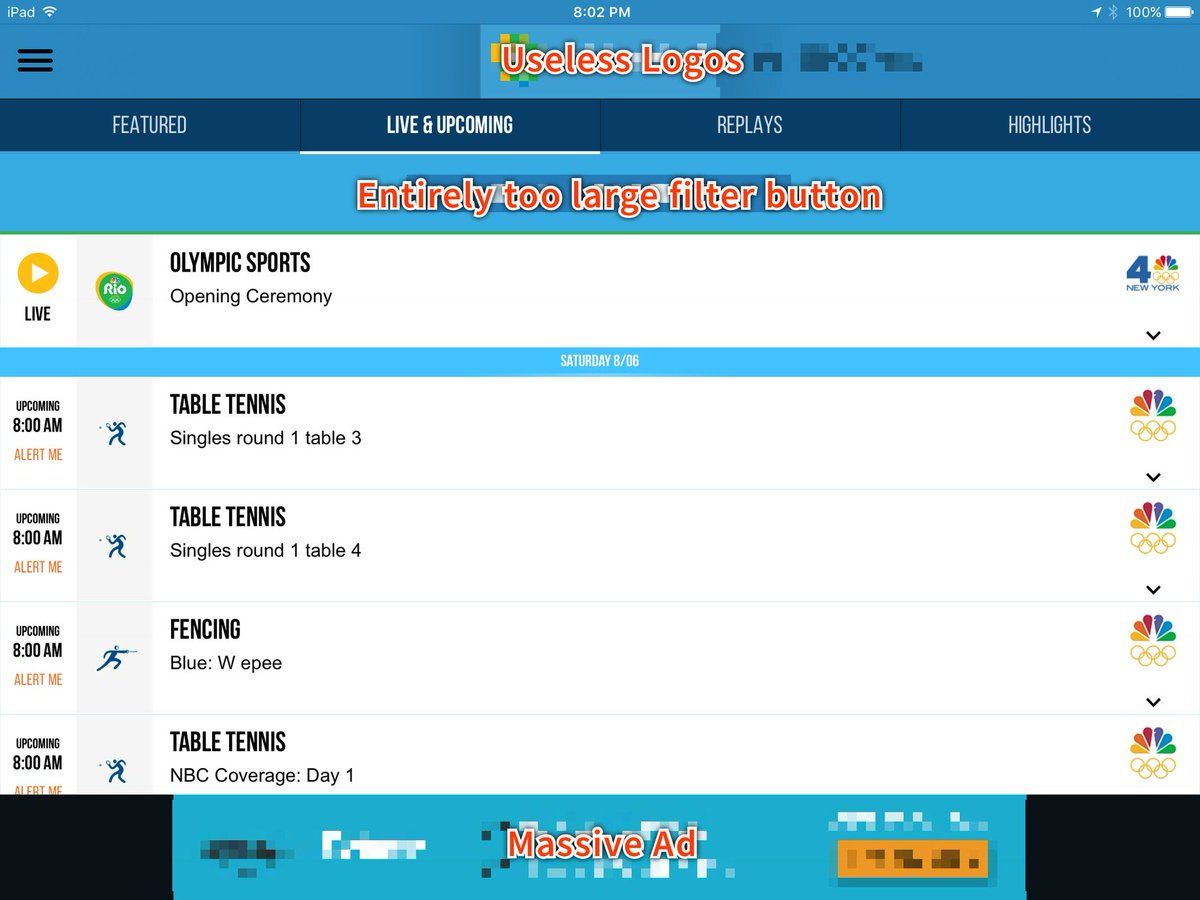 iPad 8:02 PM 100%
Useless Logos
FEATURED LIVE & UPCOMING REPLAYS HIGHLIGHTS
Entirely too large filter button
OLYMPIC SPORTS
Rio
Opening Ceremony
LIVE
4
NEW YORK
SATURDAY 8/06
UPCOMING
8:00 AM
ALERT ME
TABLE TENNIS
Singles round 1 table 3
UPCOMING
8:00 AM
ALERT ME
TABLE TENNIS
Singles round 1 table 4
UPCOMING
8:00 AM
ALERT ME
FENCING
Blue: W epee
UPCOMING
8:00 AM
ALERT ME
TABLE TENNIS
NBC Coverage: Day 1
Massive Ad